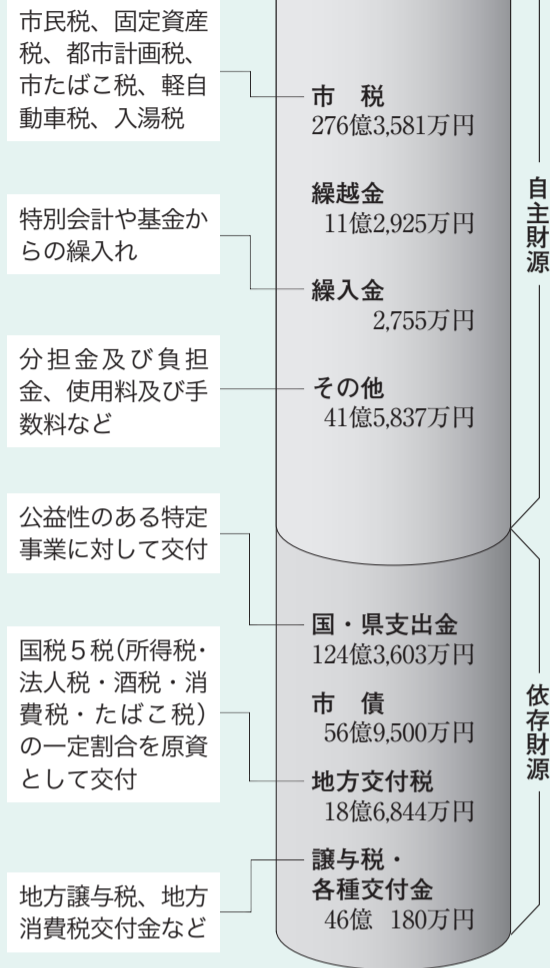 市民税、固定資産
税、都市計画税、
市たばこ税、軽自
動車税、入湯税
市　税
276億3,581万円
繰越金
11億2,925万円
特別会計や基金か
らの繰入れ
繰入金
2,755万円
分担金及び負担
金、使用料及び手
数料など
その他
41億5,837万円
自主財源
公益性のある特定
事業に対して交付
国・県支出金
124億3,603万円
市　債
56億9,500万円
国税５税(所得税・
法人税・酒税・消
費税・たばこ税)
の一定割合を原資
として交付
地方交付税
18億6,844万円
地方譲与税、地方
消費税交付金など
譲与税・
各種交付金
46億 180万円
依存財源